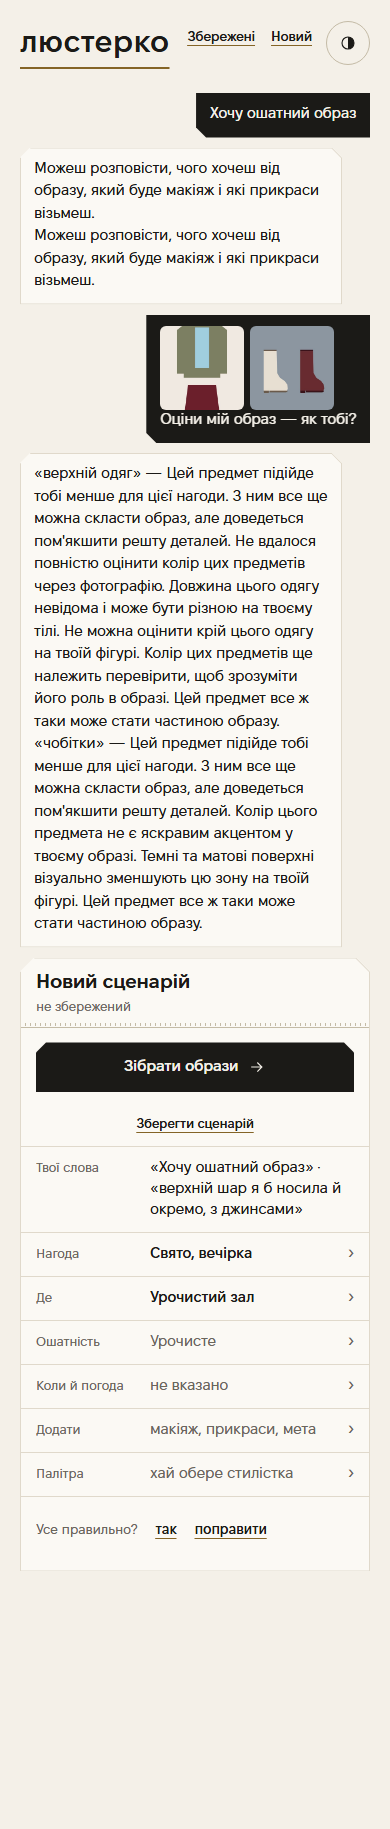 люстерко
Збережені
Новий
Хочу ошатний образ
Можеш розповісти, чого хочеш від
образу, який буде макіяж і які прикраси
візьмеш.
Можеш розповісти, чого хочеш від
образу, який буде макіяж і які прикраси
візьмеш.
Оціни мій образ — як тобі?
«верхній одяг» — Цей предмет підійде
тобі менше для цієї нагоди. З ним все ще
можна скласти образ, але доведеться
пом'якшити решту деталей. Не вдалося
повністю оцінити колір цих предметів
через фотографію. Довжина цього одягу
невідома і може бути різною на твоєму
тілі. Не можна оцінити крій цього одягу
на твоїй фігурі. Колір цих предметів ще
належить перевірити, щоб зрозуміти
його роль в образі. Цей предмет все ж
таки може стати частиною образу.
«чобітки» — Цей предмет підійде тобі
менше для цієї нагоди. З ним все ще
можна скласти образ, але доведеться
пом'якшити решту деталей. Колір цього
предмета не є яскравим акцентом у
твоєму образі. Темні та матові поверхні
візуально зменшують цю зону на твоїй
фігурі. Цей предмет все ж таки може
стати частиною образу.
Новий сценарій
не збережений
Зібрати образи →
Зберегти сценарій
Твої слова
«Хочу ошатний образ» ·
«верхній шар я б носила й
окремо, з джинсами»
Нагода
Свято, вечірка
Де
Урочистий зал
Ошатність
Урочисте
Коли й погода
не вказано
Додати
макіяж, прикраси, мета
Палітра
хай обере стилістка
Усе правильно?
так
поправити